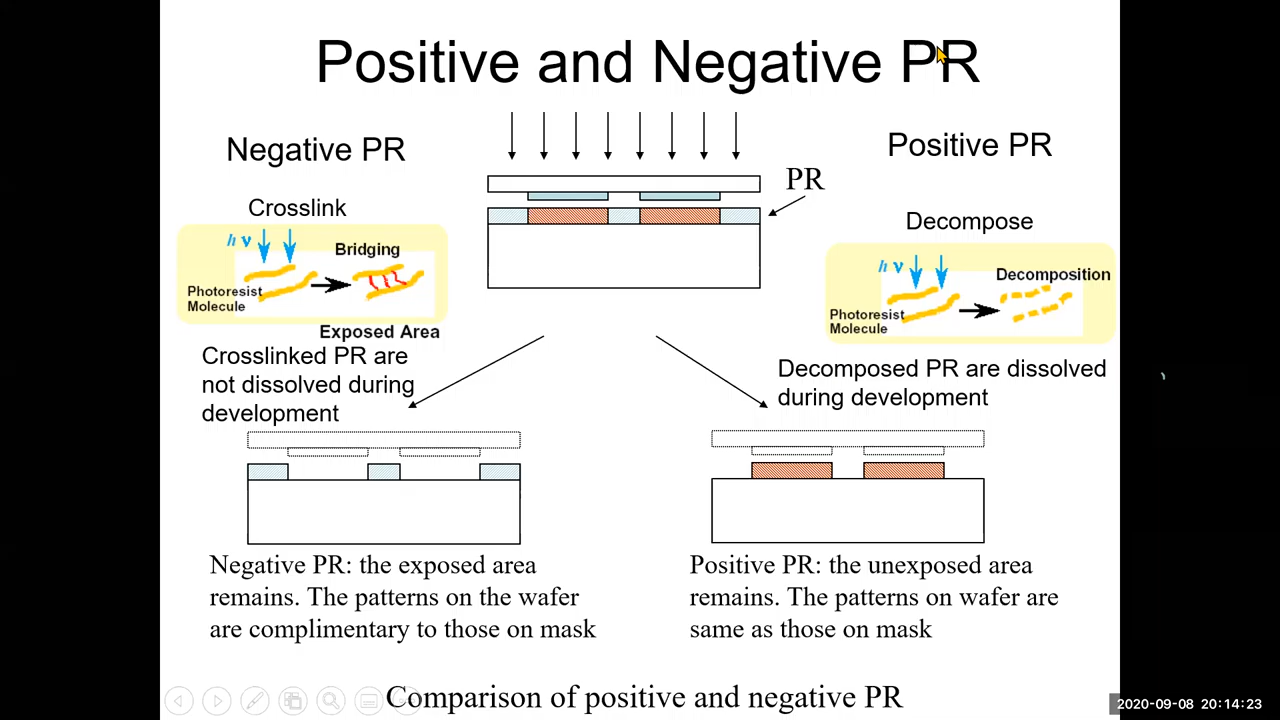 Positive and Negative PR
Negative PR
Positive PR
PR
Crosslink
h ν
Bridging
Photoresist
Molecule
Exposed Area
Crosslinked PR are
not dissolved during
development
Decompose
h ν
Decomposition
Photoresist
Molecule
Decomposed PR are dissolved
during development
Negative PR: the exposed area
remains. The patterns on the wafer
are complimentary to those on mask
Positive PR: the unexposed area
remains. The patterns on wafer are
same as those on mask
Comparison of positive and negative PR
2020-09-08 20:14:23